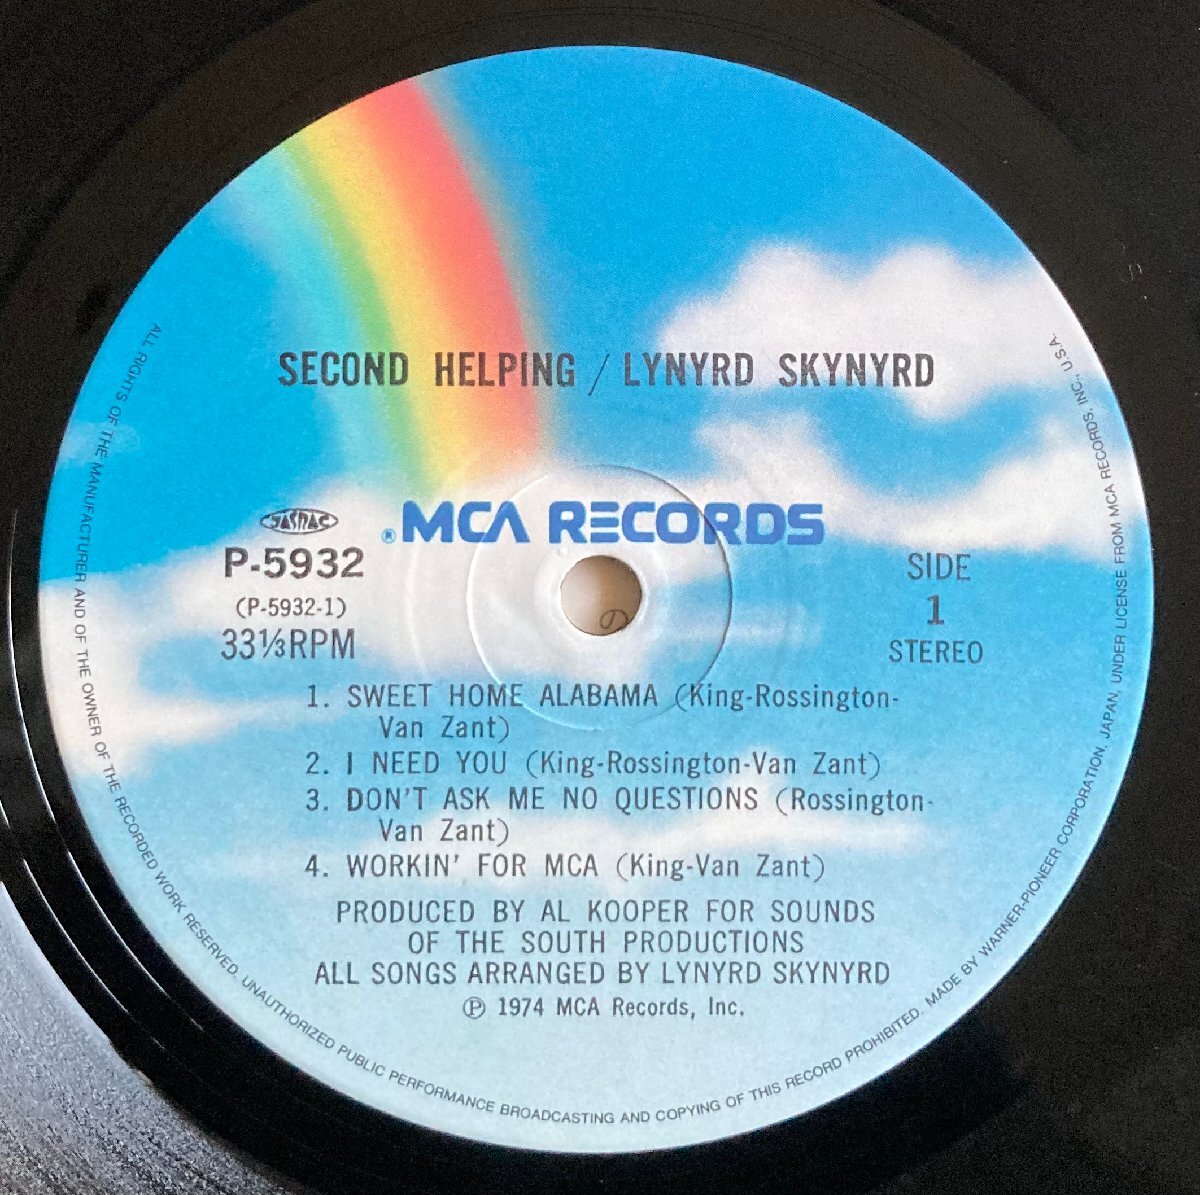 SECOND HELPING / LYNYRD SKYNYRD
® MCA RECORDS
JASRAC
P-5932
(P-5932-1)
33⅓RPM
SIDE
1
STEREO
1. SWEET HOME ALABAMA (King-Rossington-
Van Zant)
2. I NEED YOU (King-Rossington-Van Zant)
3. DON'T ASK ME NO QUESTIONS (Rossington-
Van Zant)
4. WORKIN' FOR MCA (King-Van Zant)
PRODUCED BY AL KOOPER FOR SOUNDS
OF THE SOUTH PRODUCTIONS
ALL SONGS ARRANGED BY LYNYRD SKYNYRD
Ⓟ 1974 MCA Records, Inc.
ALL RIGHTS OF THE MANUFACTURER AND OF THE OWNER OF THE RECORDED WORK RESERVED. UNAUTHORIZED PUBLIC PERFORMANCE BROADCASTING AND COPYING OF THIS RECORD PROHIBITED. MADE BY WARNER-PIONEER CORPORATION, JAPAN, UNDER LICENSE FROM MCA RECORDS, INC., U.S.A.